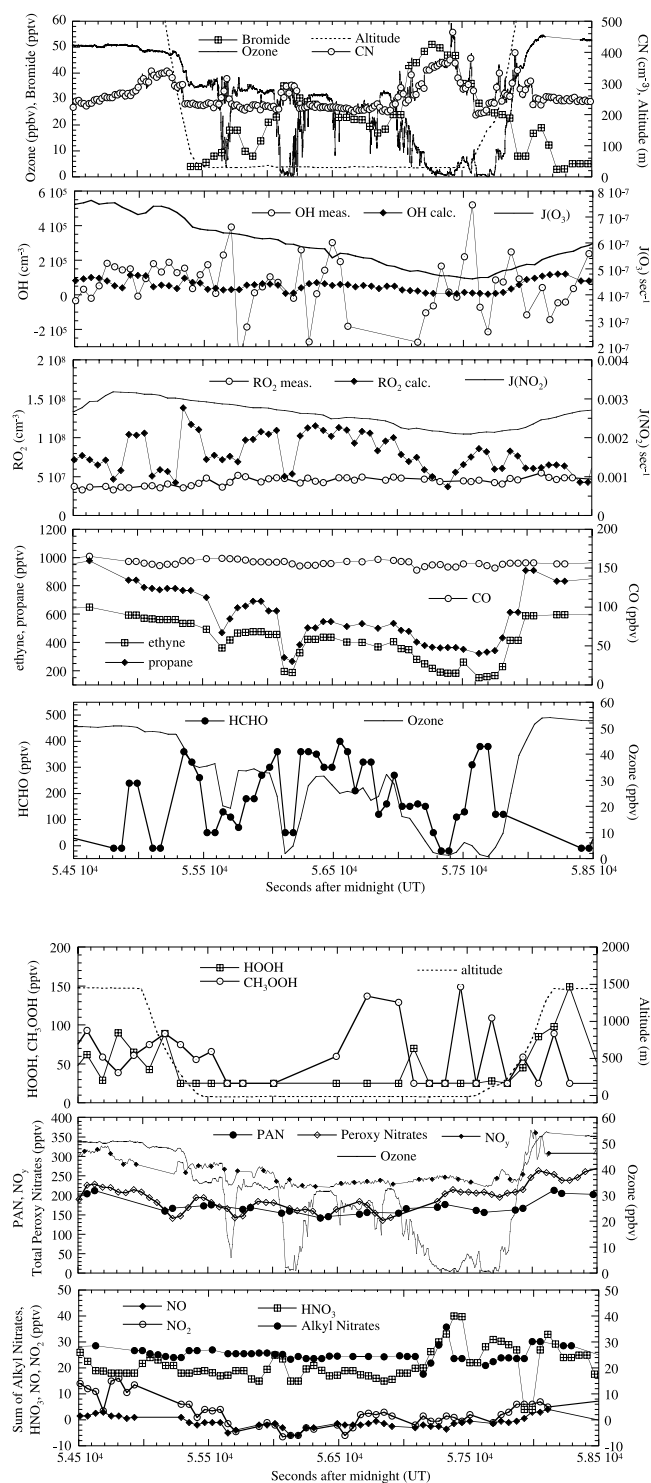 Bromide
Ozone
Altitude
CN
Ozone (ppbv), Bromide (pptv)
60
50
40
30
20
10
0
500
400
300
200
100
0
CN (cm⁻³), Altitude (m)
OH meas.
OH calc.
J(O₃)
OH (cm⁻³)
6 10⁵
4 10⁵
2 10⁵
0
-2 10⁵
8 10⁻⁷
7 10⁻⁷
6 10⁻⁷
5 10⁻⁷
4 10⁻⁷
3 10⁻⁷
2 10⁻⁷
J(O₃) sec⁻¹
RO₂ meas.
RO₂ calc.
J(NO₂)
RO₂ (cm⁻³)
2 10⁸
1.5 10⁸
1 10⁸
5 10⁷
0
0.004
0.003
0.002
0.001
0
J(NO₂) sec⁻¹
CO
ethyne
propane
ethyne, propane (pptv)
1200
1000
800
600
400
200
200
150
100
50
0
CO (ppbv)
HCHO
Ozone
HCHO (pptv)
500
400
300
200
100
0
60
50
40
30
20
10
0
Ozone (ppbv)
5.45 10⁴ 5.55 10⁴ 5.65 10⁴ 5.75 10⁴ 5.85 10⁴
Seconds after midnight (UT)
HOOH
CH₃OOH
altitude
HOOH, CH₃OOH (pptv)
200
150
100
50
0
2000
1500
1000
500
0
Altitude (m)
PAN
Peroxy Nitrates
NOy
Ozone
PAN, NOy
Total Peroxy Nitrates (pptv)
400
350
300
250
200
150
100
50
0
60
50
40
30
20
10
0
Ozone (ppbv)
NO
NO₂
HNO₃
Alkyl Nitrates
Sum of Alkyl Nitrates,
HNO₃, NO, NO₂ (pptv)
50
40
30
20
10
0
-10
50
40
30
20
10
0
-10
5.45 10⁴ 5.55 10⁴ 5.65 10⁴ 5.75 10⁴ 5.85 10⁴
Seconds after midnight (UT)